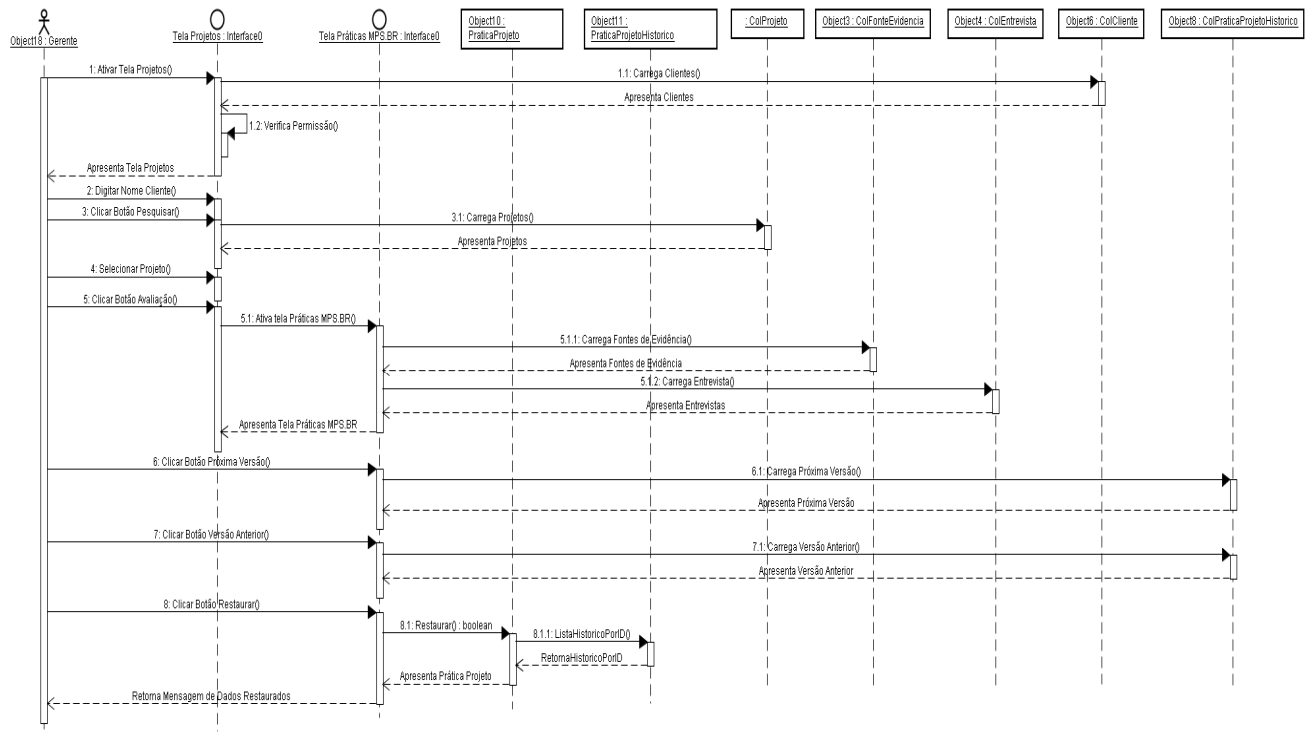 Object18 : Gerente
Tela Projetos : Interface0
Tela Práticas MPS.BR : Interface0
Object10 :
PraticaProjeto
Object11 :
PraticaProjetoHistorico
: ColProjeto
Object3 : ColFonteEvidencia
Object4 : ColEntrevista
Object6 : ColCliente
Object8 : ColPraticaProjetoHistorico
1: Ativar Tela Projetos()
1.1: Carrega Clientes()
Apresenta Clientes
1.2: Verifica Permissão()
Apresenta Tela Projetos
2: Digitar Nome Cliente()
3: Clicar Botão Pesquisar()
3.1: Carrega Projetos()
Apresenta Projetos
4: Selecionar Projeto()
5: Clicar Botão Avaliação()
5.1: Ativa tela Práticas MPS.BR()
5.1.1: Carrega Fontes de Evidência()
Apresenta Fontes de Evidência
5.1.2: Carrega Entrevista()
Apresenta Entrevistas
Apresenta Tela Práticas MPS.BR
6: Clicar Botão Próxima Versão()
6.1: Carrega Próxima Versão()
Apresenta Próxima Versão
7: Clicar Botão Versão Anterior()
7.1: Carrega Versão Anterior()
Apresenta Versão Anterior
8: Clicar Botão Restaurar()
8.1: Restaurar() : boolean
8.1.1: ListaHistoricoPorID()
RetornaHistoricoPorID
Apresenta Prática Projeto
Retorna Mensagem de Dados Restaurados